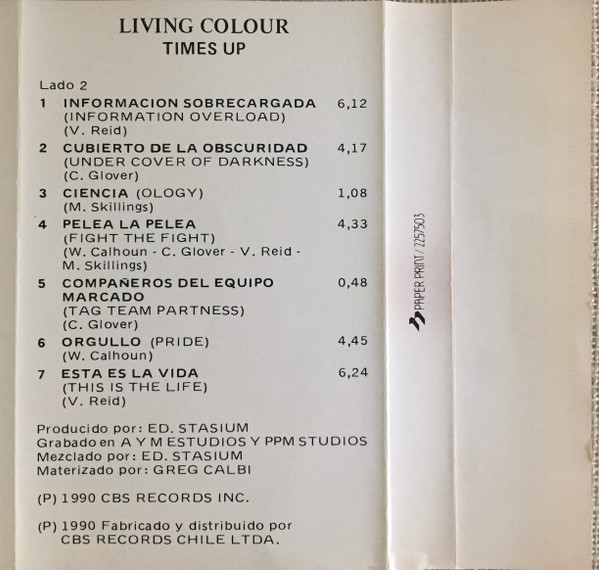 LIVING COLOUR
TIMES UP
Lado 2
1 INFORMACION SOBRECARGADA 6,12
(INFORMATION OVERLOAD)
(V. Reid)
2 CUBIERTO DE LA OBSCURIDAD 4,17
(UNDER COVER OF DARKNESS)
(C. Glover)
3 CIENCIA (OLOGY) 1,08
(M. Skillings)
4 PELEA LA PELEA 4,33
(FIGHT THE FIGHT)
(W. Calhoun - C. Glover - V. Reid -
M. Skillings)
5 COMPAÑEROS DEL EQUIPO 0,48
MARCADO
(TAG TEAM PARTNESS)
(C. Glover)
6 ORGULLO (PRIDE) 4,45
(W. Calhoun)
7 ESTA ES LA VIDA 6,24
(THIS IS THE LIFE)
(V. Reid)
Producido por: ED. STASIUM
Grabado en A Y M ESTUDIOS Y PPM STUDIOS
Mezclado por: ED. STASIUM
Materizado por: GREG CALBI
(P) 1990 CBS RECORDS INC.
(P) 1990 Fabricado y distribuido por
CBS RECORDS CHILE LTDA.
PAPER PRINT / 2257503